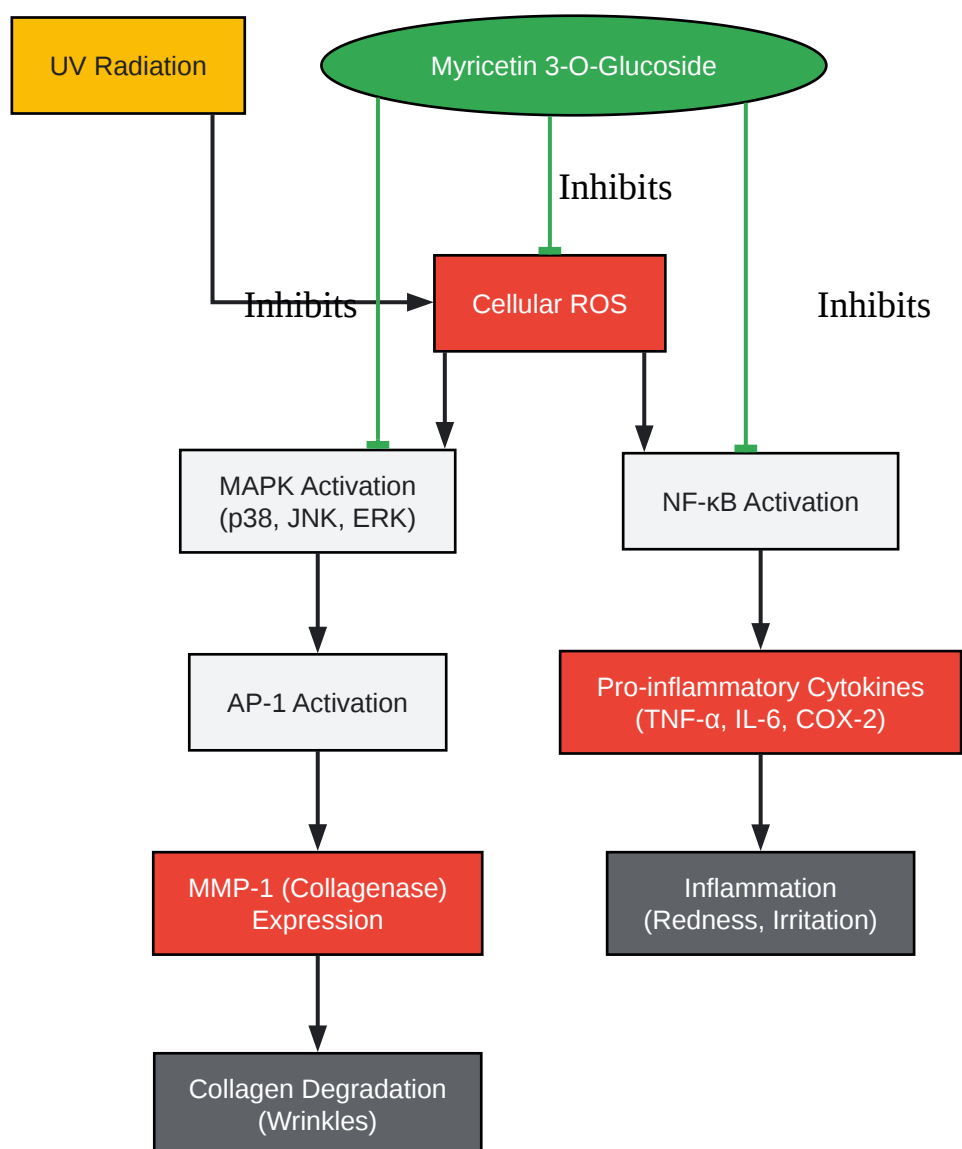 UV Radiation
Myricetin 3-O-Glucoside
Inhibits
Inhibits
Cellular ROS
Inhibits
MAPK Activation
(p38, JNK, ERK)
NF-κB Activation
AP-1 Activation
Pro-inflammatory Cytokines
(TNF-α, IL-6, COX-2)
MMP-1 (Collagenase)
Expression
Inflammation
(Redness, Irritation)
Collagen Degradation
(Wrinkles)